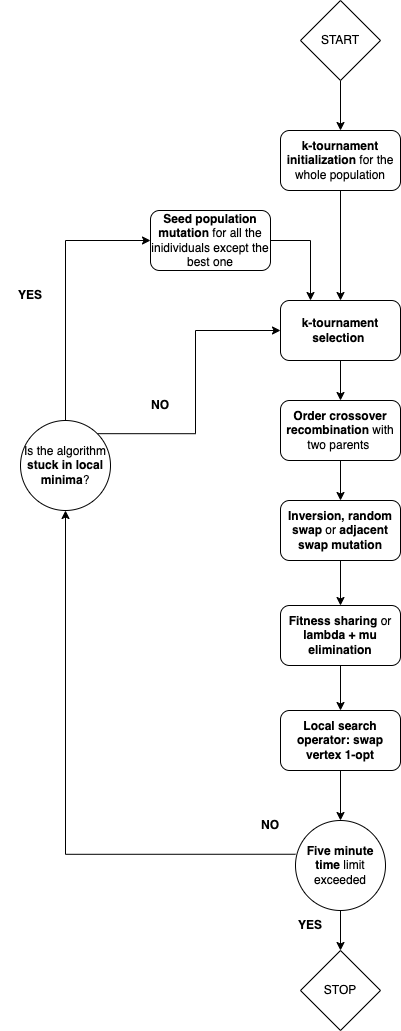 START
k-tournament
initialization for the
whole population
Seed population
mutation for all the
inidividuals except the
best one
YES
k-tournament
selection
NO
Order crossover
recombination with
two parents
Is the algorithm
stuck in local
minima?
Inversion, random
swap or adjacent
swap mutation
Fitness sharing or
lambda + mu
elimination
Local search
operator: swap
vertex 1-opt
NO
Five minute
time limit
exceeded
YES
STOP